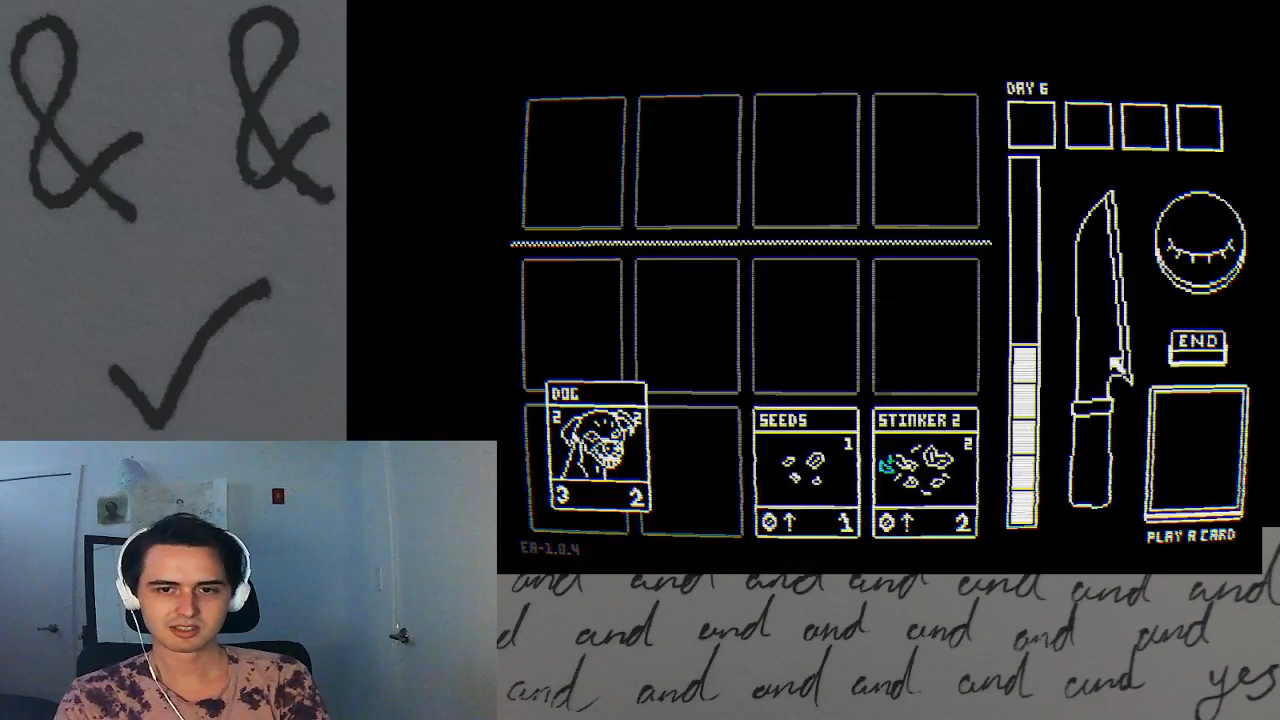 & &
✓
DAY 6
END
DOG
2 2
3 2
SEEDS
1
0↑ 1
STINKER 2
2
0↑ 2
PLAY A CARD
EA-1.0.4
and and and and and and and
and and and and and and
and and and and and and yes